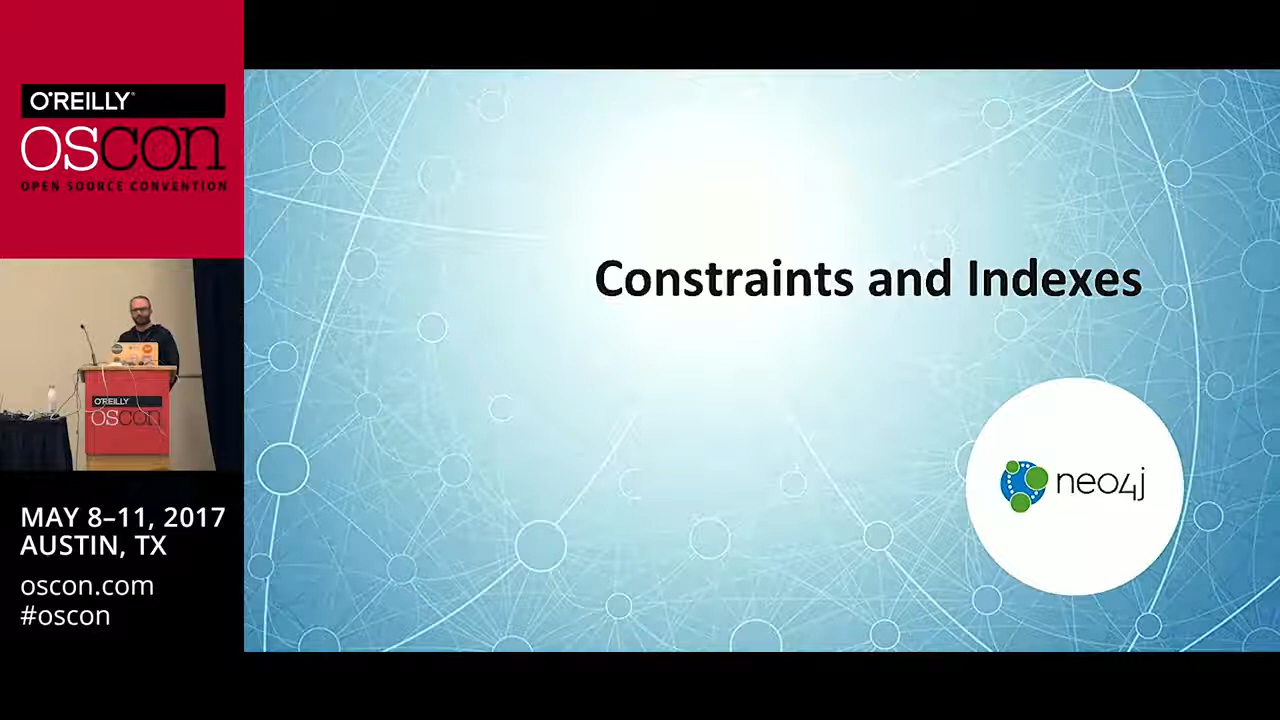 O'REILLY®
OSCON
OPEN SOURCE CONVENTION
O'REILLY
OSCON
MAY 8–11, 2017
AUSTIN, TX
oscon.com
#oscon
Constraints and Indexes
neo4j